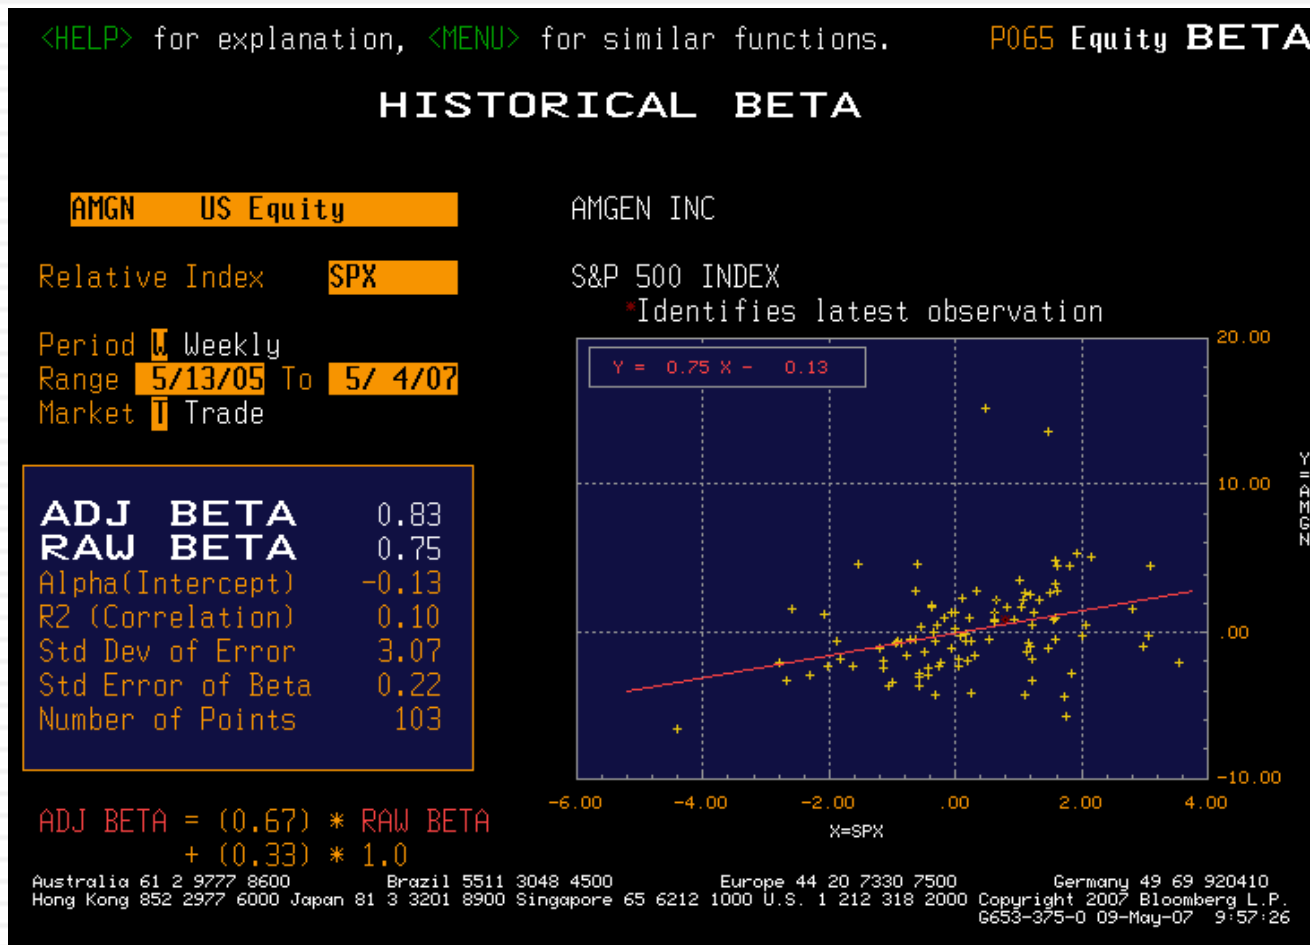 <HELP> for explanation, <MENU> for similar functions. P065 Equity BETA
HISTORICAL BETA
AMGN US Equity
AMGEN INC
Relative Index SPX
S&P 500 INDEX
*Identifies latest observation
Period W Weekly
Range 5/13/05 To 5/ 4/07
Market T Trade
Y = 0.75 X - 0.13
20.00
10.00
.00
-10.00
Y=AMGN
-6.00 -4.00 -2.00 .00 2.00 4.00
X=SPX
ADJ BETA 0.83
RAW BETA 0.75
Alpha(Intercept) -0.13
R2 (Correlation) 0.10
Std Dev of Error 3.07
Std Error of Beta 0.22
Number of Points 103
ADJ BETA = (0.67) * RAW BETA
+ (0.33) * 1.0
Australia 61 2 9777 8600 Brazil 5511 3048 4500 Europe 44 20 7330 7500 Germany 49 69 920410
Hong Kong 852 2977 6000 Japan 81 3 3201 8900 Singapore 65 6212 1000 U.S. 1 212 318 2000 Copyright 2007 Bloomberg L.P.
G653-375-0 09-May-07 9:57:26